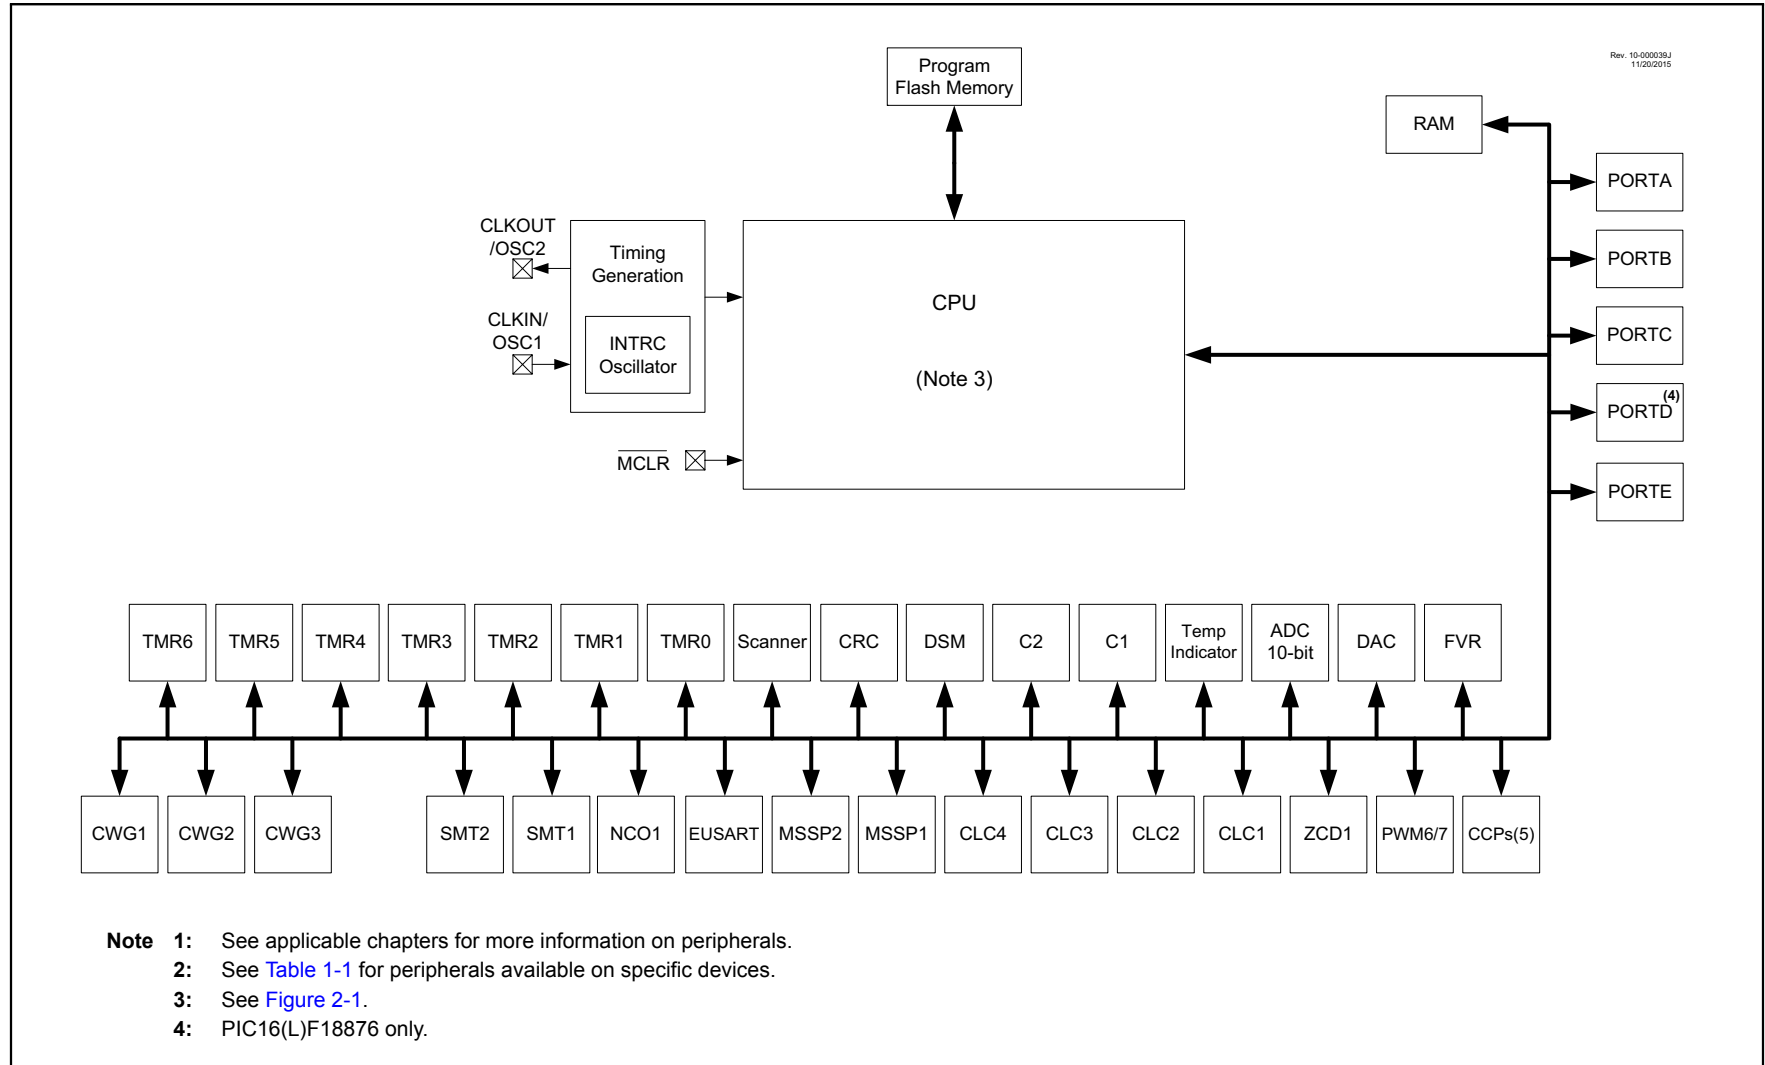 Rev. 10-000039J
11/20/2015
Program
Flash Memory
RAM
PORTA
PORTB
PORTC
PORTD(4)
PORTE
CLKOUT
/OSC2
Timing
Generation
CLKIN/
OSC1
INTRC
Oscillator
MCLR
CPU
(Note 3)
TMR6
TMR5
TMR4
TMR3
TMR2
TMR1
TMR0
Scanner
CRC
DSM
C2
C1
Temp
Indicator
ADC
10-bit
DAC
FVR
CWG1
CWG2
CWG3
SMT2
SMT1
NCO1
EUSART
MSSP2
MSSP1
CLC4
CLC3
CLC2
CLC1
ZCD1
PWM6/7
CCPs(5)
Note 1: See applicable chapters for more information on peripherals.
2: See Table 1-1 for peripherals available on specific devices.
3: See Figure 2-1.
4: PIC16(L)F18876 only.